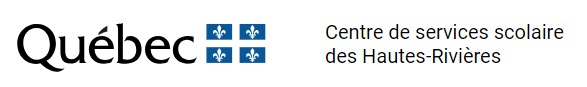 Québec
Centre de services scolaire
des Hautes-Rivières